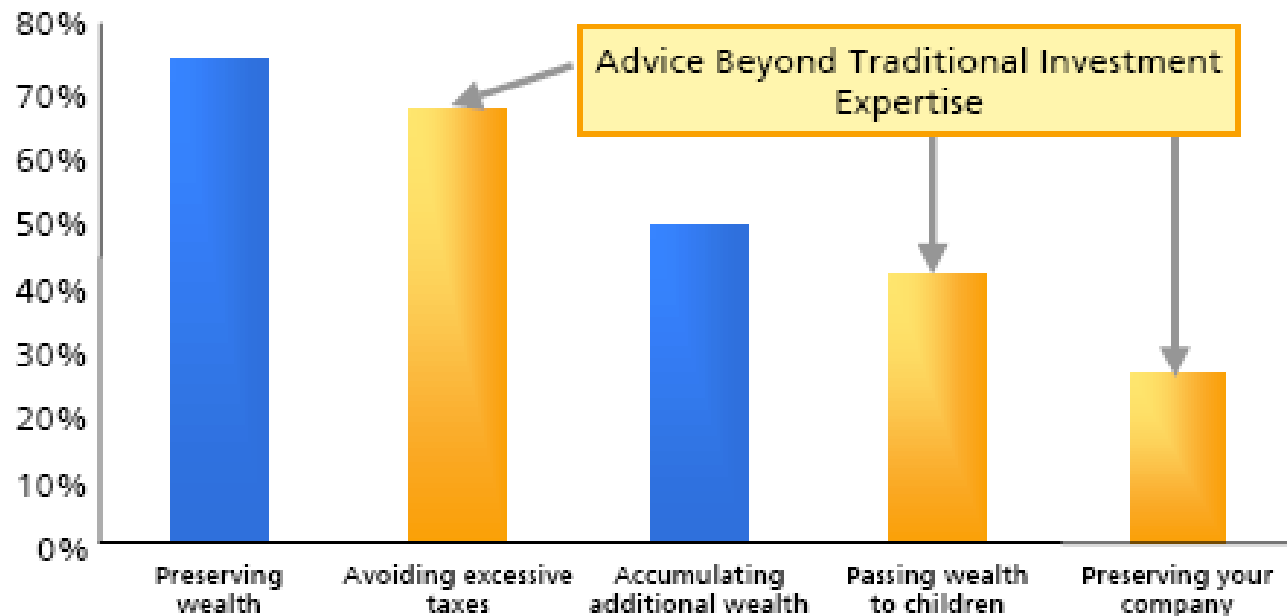 80%
Advice Beyond Traditional Investment
Expertise
70%
60%
50%
40%
30%
20%
10%
0%
Preserving
wealth
Avoiding excessive
taxes
Accumulating
additional wealth
Passing wealth
to children
Preserving your
company